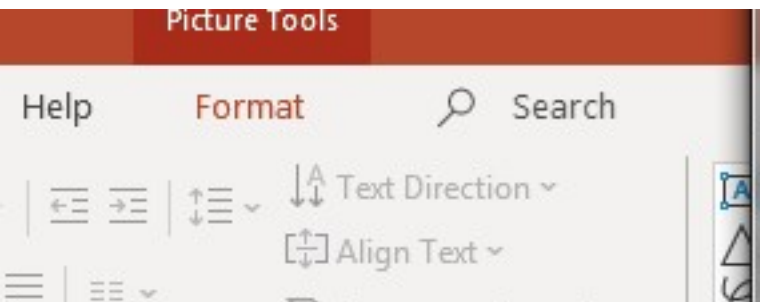 Picture Tools
Help Format Search
Text Direction
Align Text